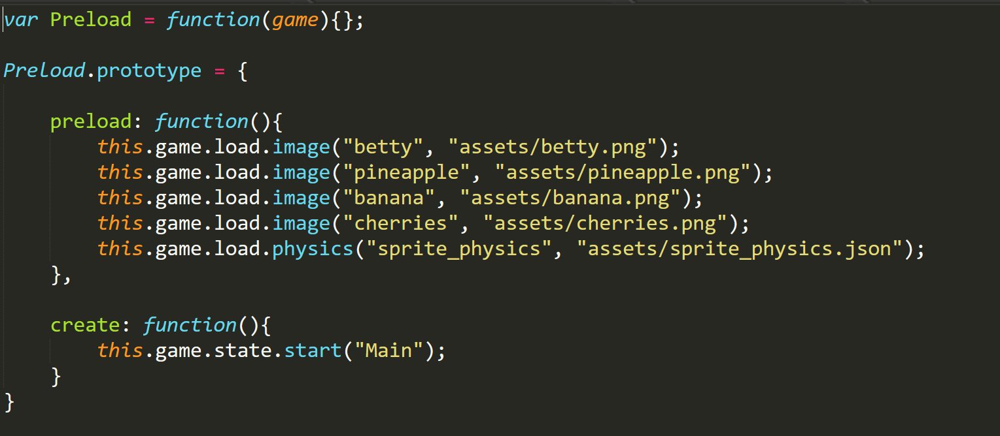 var Preload = function(game){};
Preload.prototype = {
preload: function(){
this.game.load.image("betty", "assets/betty.png");
this.game.load.image("pineapple", "assets/pineapple.png");
this.game.load.image("banana", "assets/banana.png");
this.game.load.image("cherries", "assets/cherries.png");
this.game.load.physics("sprite_physics", "assets/sprite_physics.json");
},
create: function(){
this.game.state.start("Main");
}
}